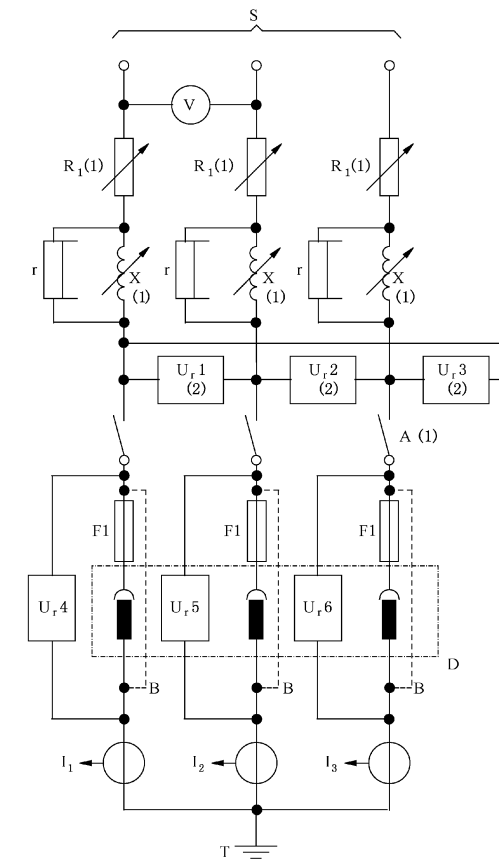 S
V
R₁(1) R₁(1) R₁(1)
r r r
X X X
(1) (1) (1)
Uᵣ1 Uᵣ2 Uᵣ3
(2) (2) (2)
A (1)
F1 F1 F1
Uᵣ4 Uᵣ5 Uᵣ6
D
B B B
I₁ I₂ I₃
T